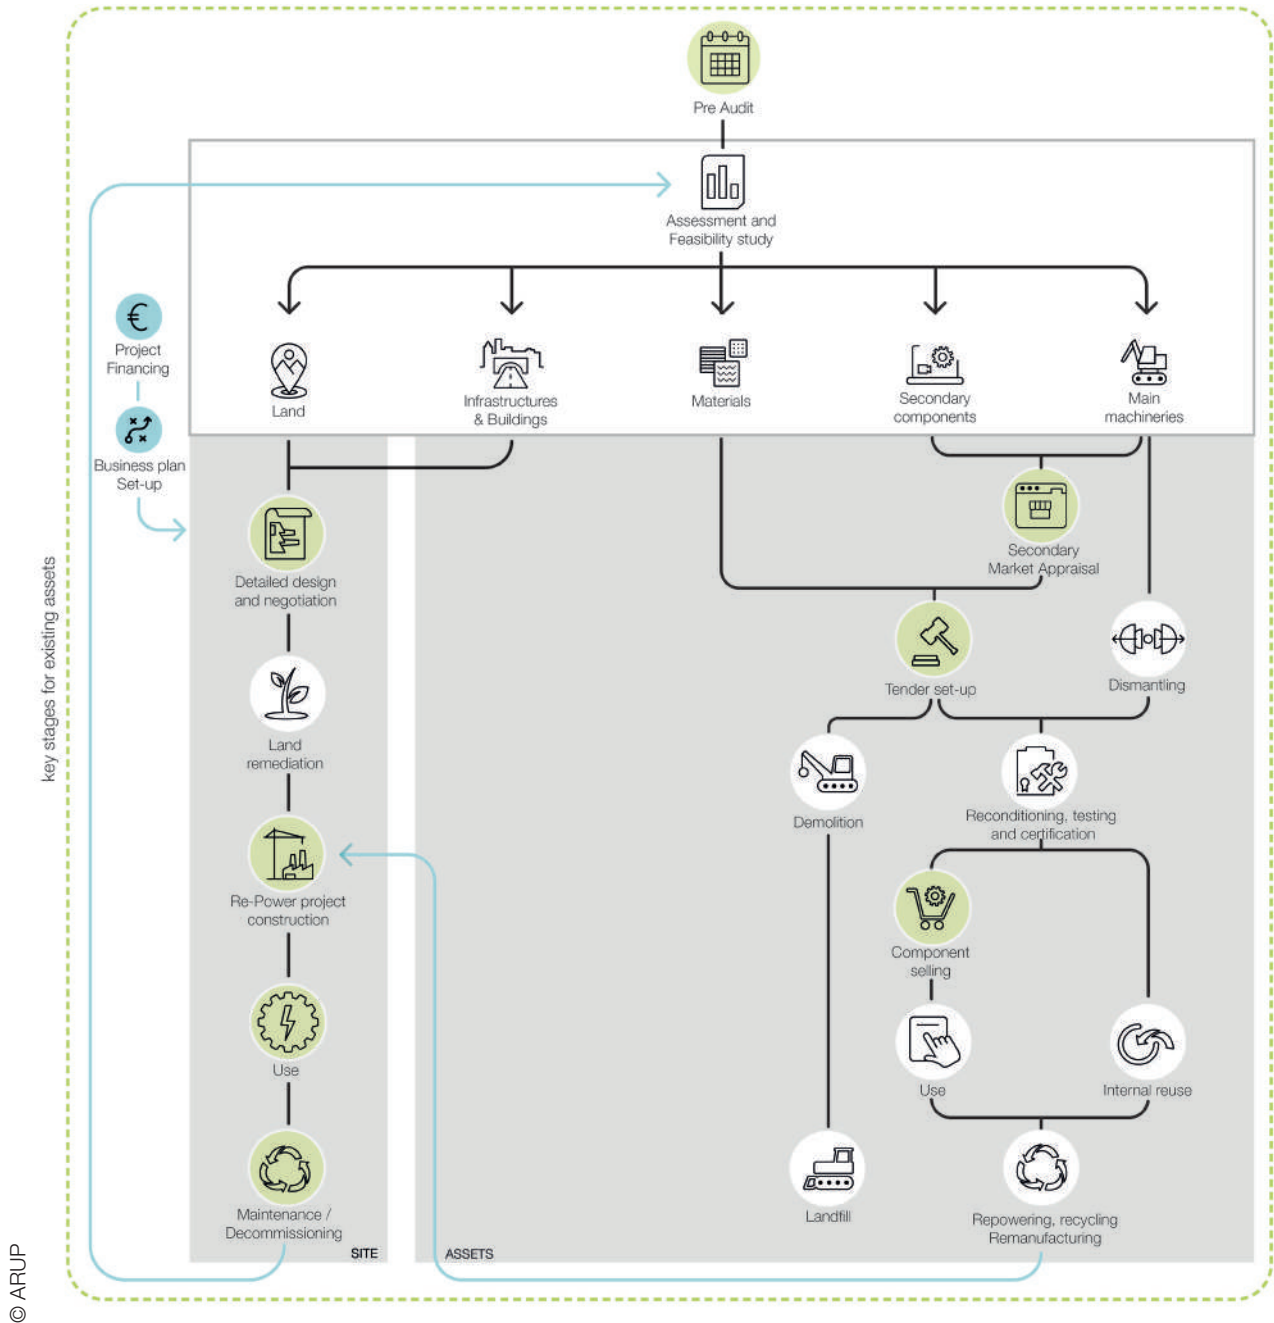 Pre Audit
Assessment and
Feasibility study
Project
Financing
Business plan
Set-up
Land
Infrastructures
& Buildings
Materials
Secondary
components
Main
machineries
Detailed design
and negotiation
Land
remediation
Re-Power project
construction
Use
Maintenance /
Decommissioning
SITE
Secondary
Market Appraisal
Tender set-up
Dismantling
Demolition
Reconditioning, testing
and certification
Component
selling
Use
Internal reuse
Landfill
Repowering, recycling
Remanufacturing
ASSETS
key stages for existing assets
© ARUP